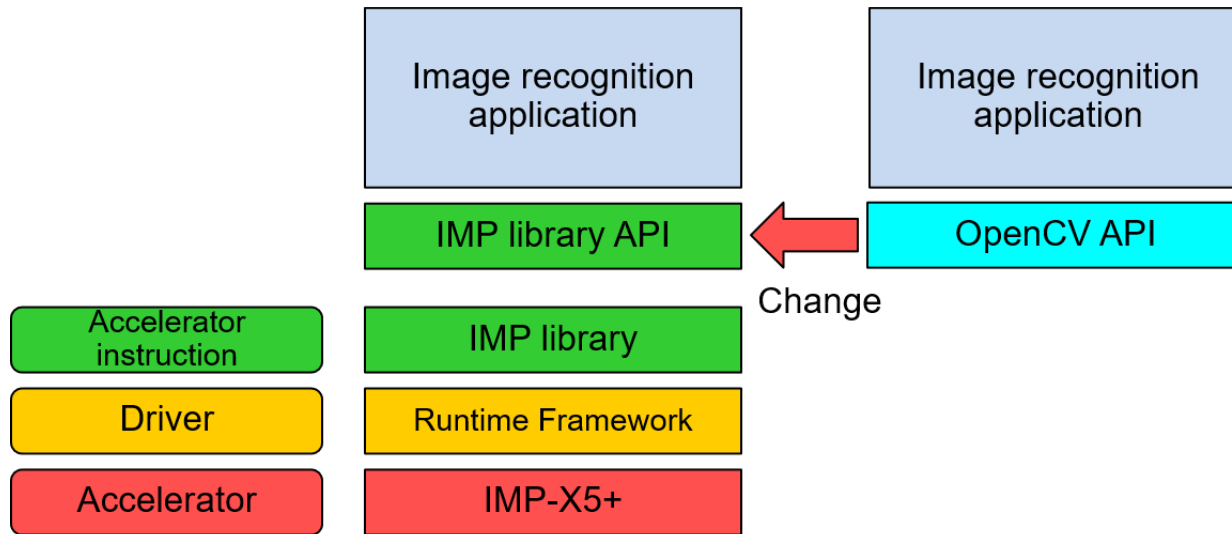 Image recognition
application
Image recognition
application
IMP library API
OpenCV API
Change
Accelerator
instruction
IMP library
Driver
Runtime Framework
Accelerator
IMP-X5+